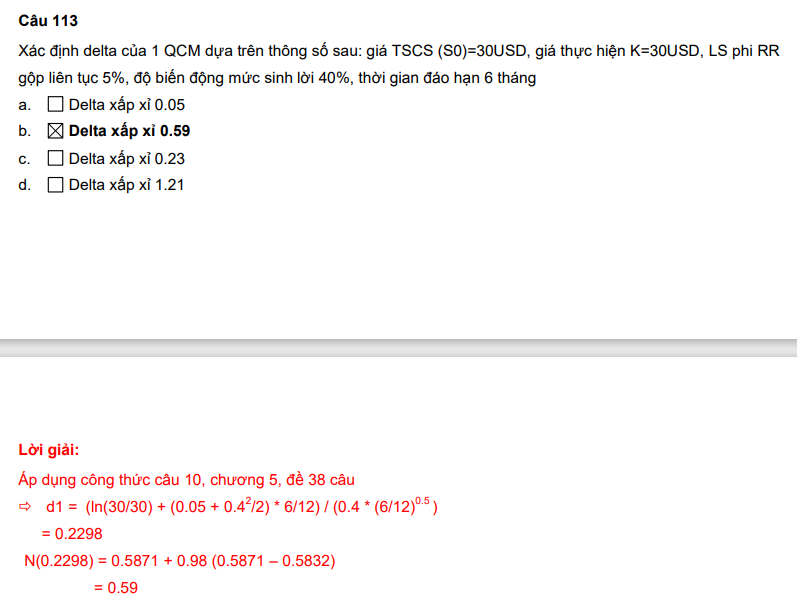 Câu 113
Xác định delta của 1 QCM dựa trên thông số sau: giá TSCS (S0)=30USD, giá thực hiện K=30USD, LS phi RR
gộp liên tục 5%, độ biến động mức sinh lời 40%, thời gian đáo hạn 6 tháng
a. ☐ Delta xấp xỉ 0.05
b. ☒ Delta xấp xỉ 0.59
c. ☐ Delta xấp xỉ 0.23
d. ☐ Delta xấp xỉ 1.21
Lời giải:
Áp dụng công thức câu 10, chương 5, đề 38 câu
⇨ d1 = (ln(30/30) + (0.05 + 0.4²/2) * 6/12) / (0.4 * (6/12)^0.5 )
= 0.2298
N(0.2298) = 0.5871 + 0.98 (0.5871 – 0.5832)
= 0.59